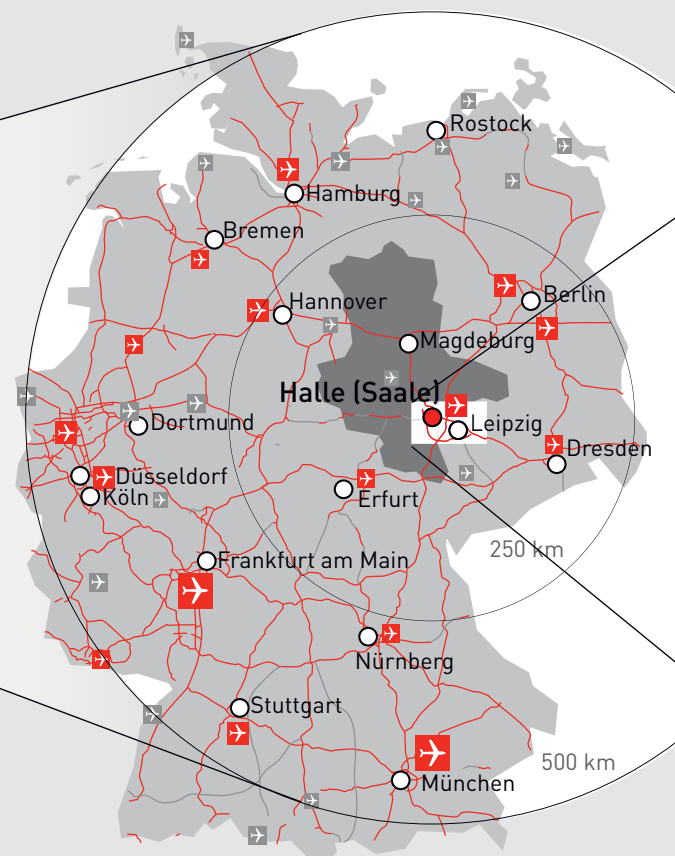 Rostock
Hamburg
Bremen
Hannover
Berlin
Magdeburg
Halle (Saale)
Dortmund
Leipzig
Dresden
Düsseldorf
Köln
Erfurt
250 km
Frankfurt am Main
Nürnberg
Stuttgart
500 km
München